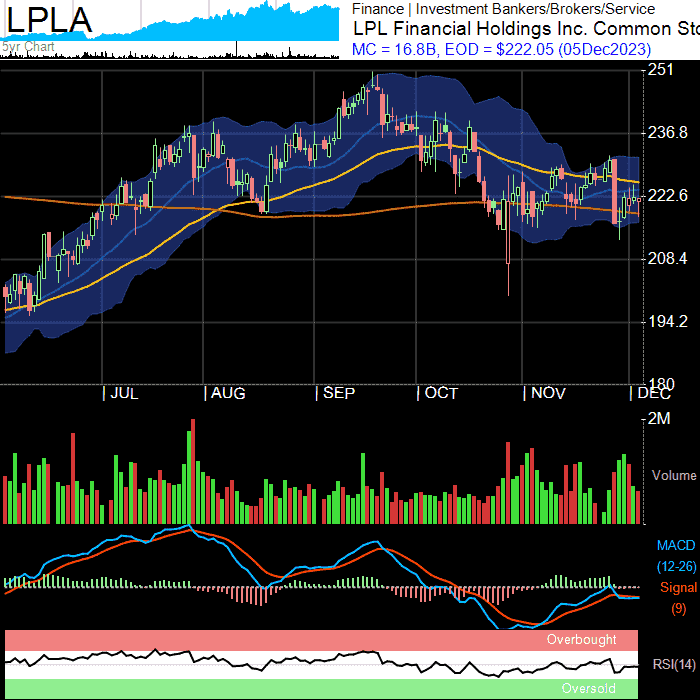 LPLA
5yr Chart
Finance | Investment Bankers/Brokers/Service
LPL Financial Holdings Inc. Common Sto
MC = 16.8B, EOD = $222.05 (05Dec2023)
251
236.8
222.6
208.4
194.2
180
JUL AUG SEP OCT NOV DEC
2M
Volume
MACD
(12-26)
Signal
(9)
Overbought
RSI(14)
Oversold